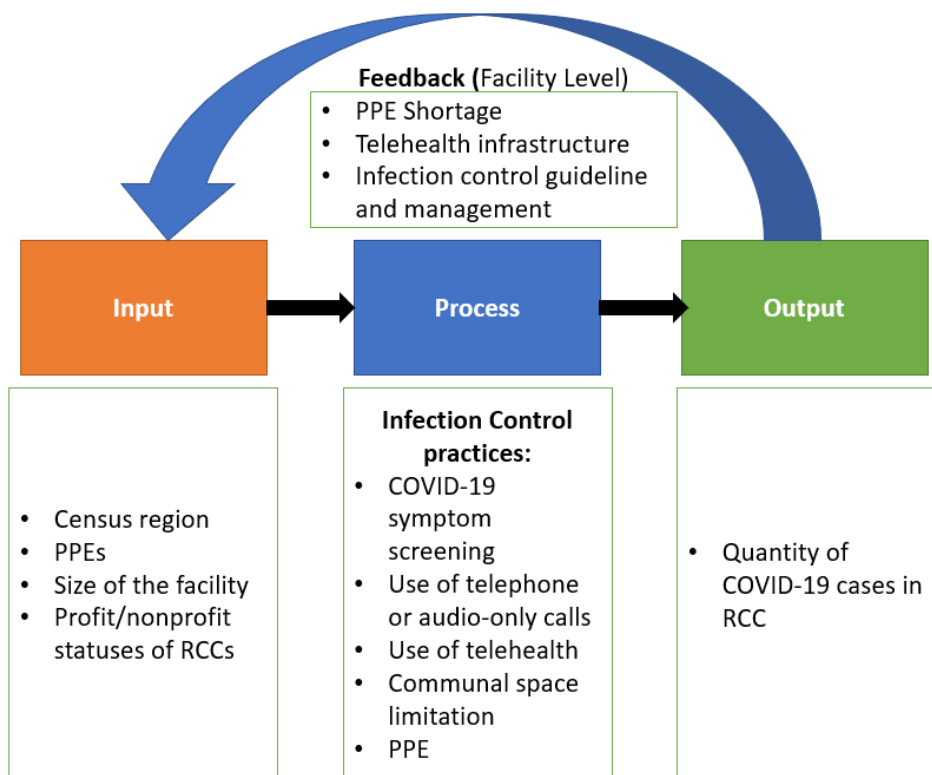 Feedback (Facility Level)
• PPE Shortage
• Telehealth infrastructure
• Infection control guideline
and management
Input
Process
Output
• Census region
• PPEs
• Size of the facility
• Profit/nonprofit
statuses of RCCs
Infection Control
practices:
• COVID-19
symptom
screening
• Use of telephone
or audio-only calls
• Use of telehealth
• Communal space
limitation
• PPE
• Quantity of
COVID-19 cases in
RCC